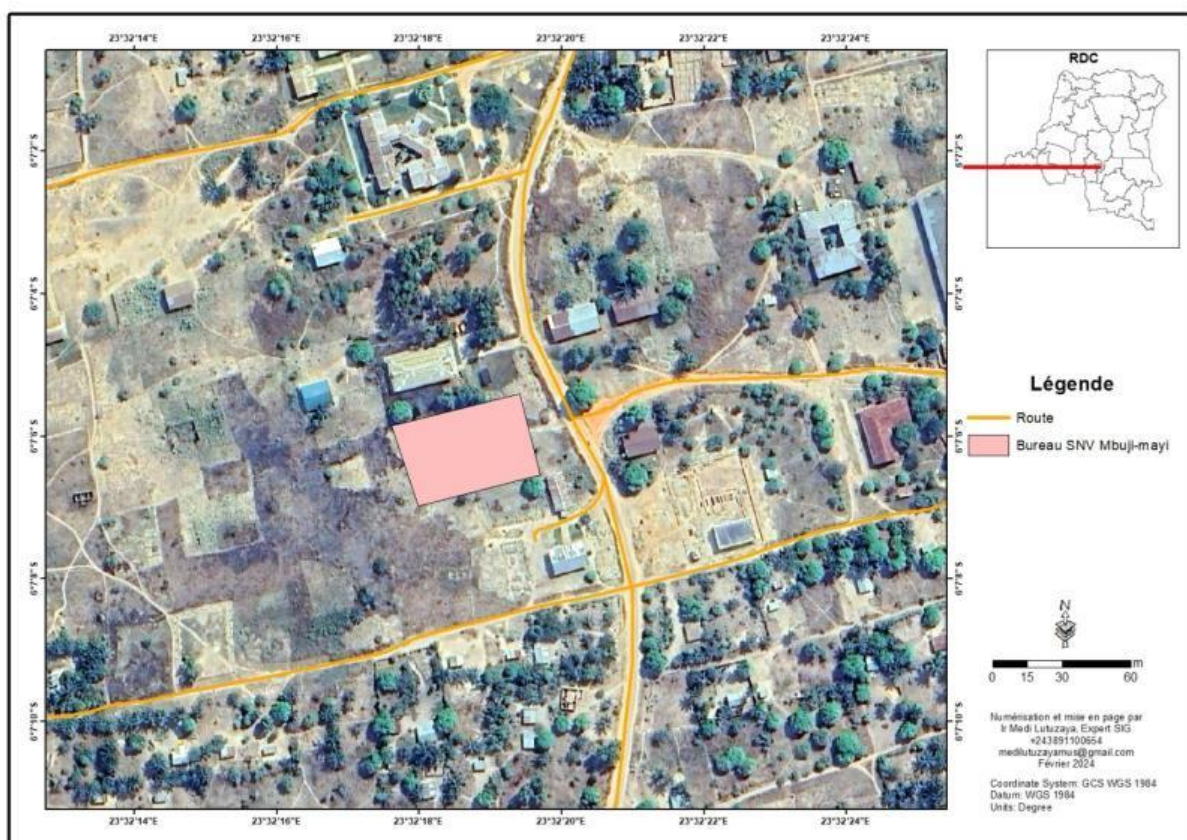 23°32'14"E
23°32'16"E
23°32'18"E
23°32'20"E
23°32'22"E
23°32'24"E
6°7'2"S
6°7'4"S
6°7'6"S
6°7'8"S
6°7'10"S
6°7'2"S
6°7'4"S
6°7'6"S
6°7'8"S
6°7'10"S
23°32'14"E
23°32'16"E
23°32'18"E
23°32'20"E
23°32'22"E
23°32'24"E
RDC
Légende
Route
Bureau SNV Mbuji-mayi
N
m
0 15 30 60
Numérisation et mise en page par
Ir Medi Lutuzaya, Expert SIG
+243891100654
medilutuzayamus@gmail.com
Février 2024
Coordinate System: GCS WGS 1984
Datum: WGS 1984
Units: Degree